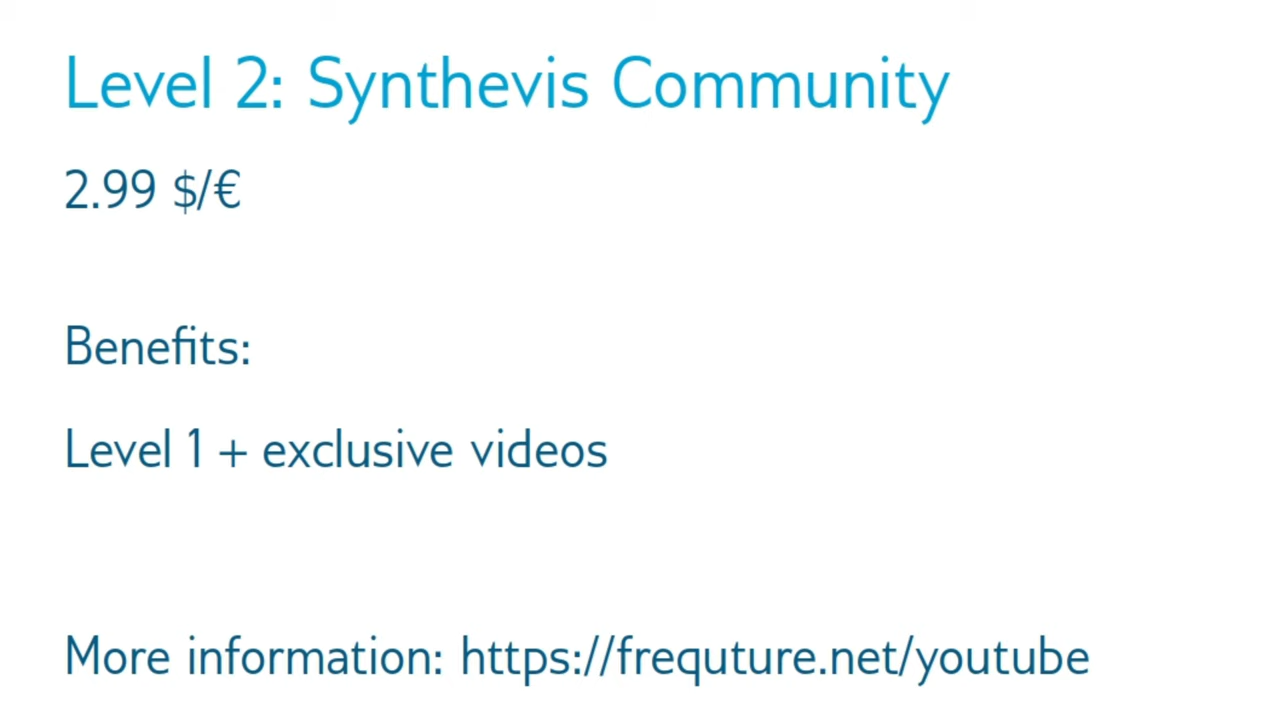 Level 2: Synthevis Community
2.99 $/€
Benefits:
Level 1 + exclusive videos
More information: https://frequture.net/youtube